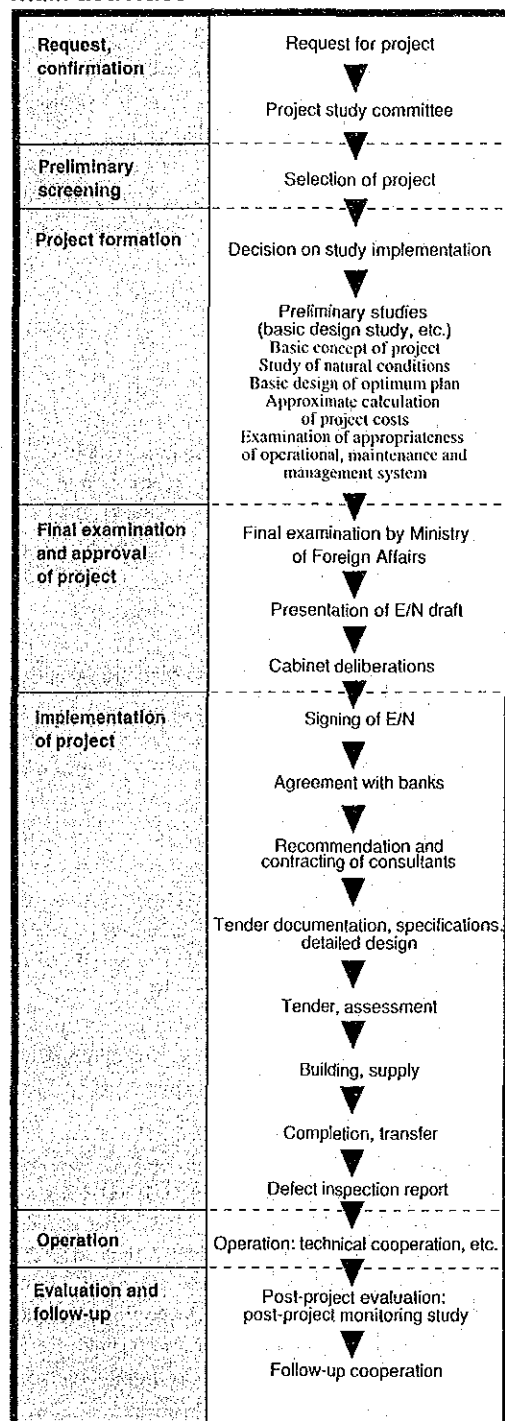 Request,
confirmation
Request for project
Project study committee
Preliminary
screening
Selection of project
Project formation
Decision on study implementation
Preliminary studies
(basic design study, etc.)
Basic concept of project
Study of natural conditions
Basic design of optimum plan
Approximate calculation
of project costs
Examination of appropriateness
of operational, maintenance and
management system
Final examination
and approval
of project
Final examination by Ministry
of Foreign Affairs
Presentation of E/N draft
Cabinet deliberations
Implementation
of project
Signing of E/N
Agreement with banks
Recommendation and
contracting of consultants
Tender documentation, specifications,
detailed design
Tender, assessment
Building, supply
Completion, transfer
Defect inspection report
Operation
Operation: technical cooperation, etc.
Evaluation and
follow-up
Post-project evaluation:
post-project monitoring study
Follow-up cooperation